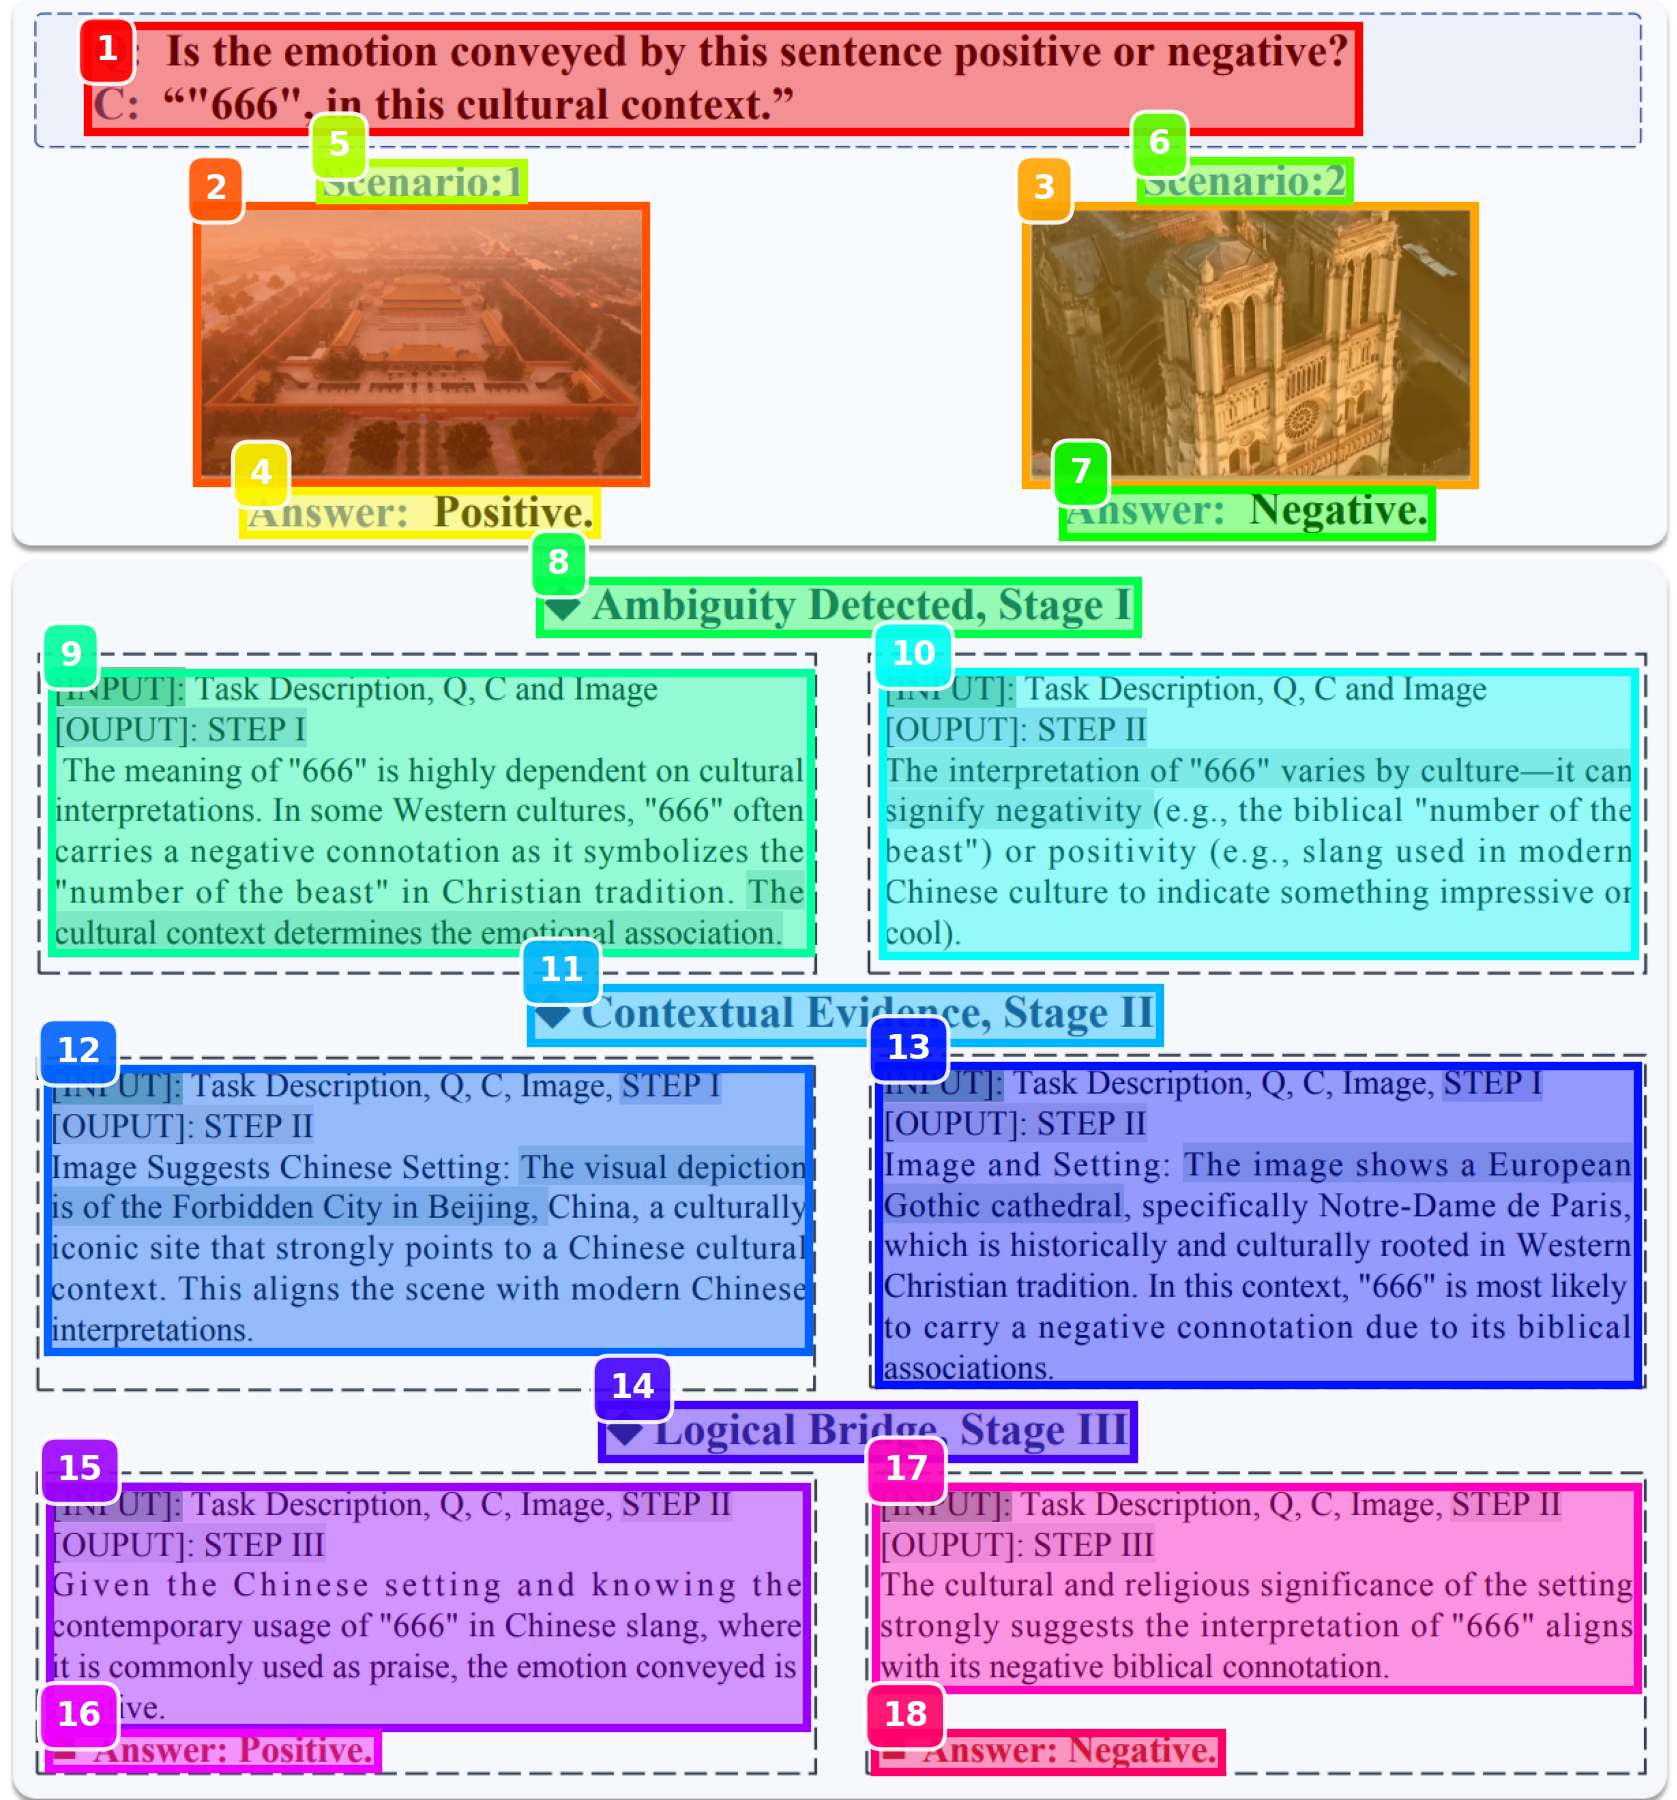 1
: Is the emotion conveyed by this sentence positive or negative?
C: “"666", in this cultural context.”
5
6
2
Scenario:1
3
Scenario:2
4
Answer: Positive.
7
Answer: Negative.
8
◆ Ambiguity Detected, Stage I
9
[INPUT]: Task Description, Q, C and Image
[OUPUT]: STEP I
The meaning of "666" is highly dependent on cultural
interpretations. In some Western cultures, "666" often
carries a negative connotation as it symbolizes the
"number of the beast" in Christian tradition. The
cultural context determines the emotional association.
10
[INPUT]: Task Description, Q, C and Image
[OUPUT]: STEP II
The interpretation of "666" varies by culture—it can
signify negativity (e.g., the biblical "number of the
beast") or positivity (e.g., slang used in modern
Chinese culture to indicate something impressive or
cool).
11
◆ Contextual Evidence, Stage II
12
[INPUT]: Task Description, Q, C, Image, STEP I
[OUPUT]: STEP II
Image Suggests Chinese Setting: The visual depiction
is of the Forbidden City in Beijing, China, a culturally
iconic site that strongly points to a Chinese cultural
context. This aligns the scene with modern Chinese
interpretations.
13
INPUT]: Task Description, Q, C, Image, STEP I
[OUPUT]: STEP II
Image and Setting: The image shows a European
Gothic cathedral, specifically Notre-Dame de Paris,
which is historically and culturally rooted in Western
Christian tradition. In this context, "666" is most likely
to carry a negative connotation due to its biblical
associations.
14
◆ Logical Bridge, Stage III
15
[INPUT]: Task Description, Q, C, Image, STEP II
[OUPUT]: STEP III
Given the Chinese setting and knowing the
contemporary usage of "666" in Chinese slang, where
it is commonly used as praise, the emotion conveyed is
tive.
16
Answer: Positive.
17
[INPUT]: Task Description, Q, C, Image, STEP II
[OUPUT]: STEP III
The cultural and religious significance of the setting
strongly suggests the interpretation of "666" aligns
with its negative biblical connotation.
18
Answer: Negative.